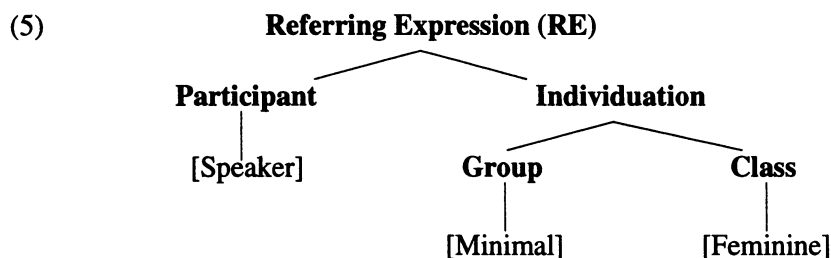 (5) Referring Expression (RE)
Participant Individuation
[Speaker] Group Class
[Minimal] [Feminine]